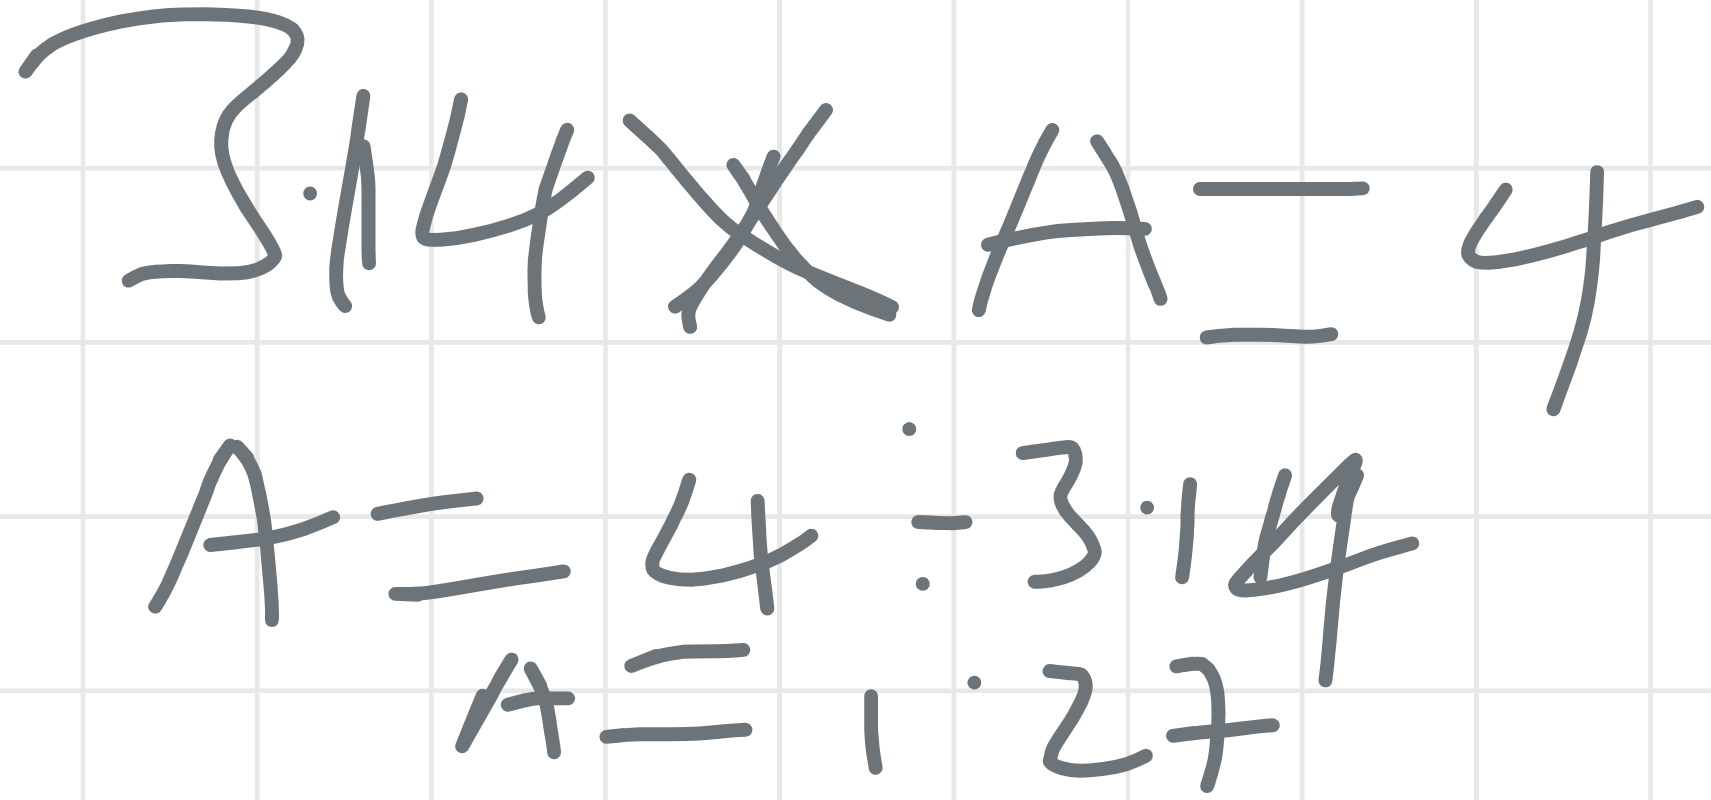 3.14 × A = 4
A = 4 ÷ 3.14
A = 1.27